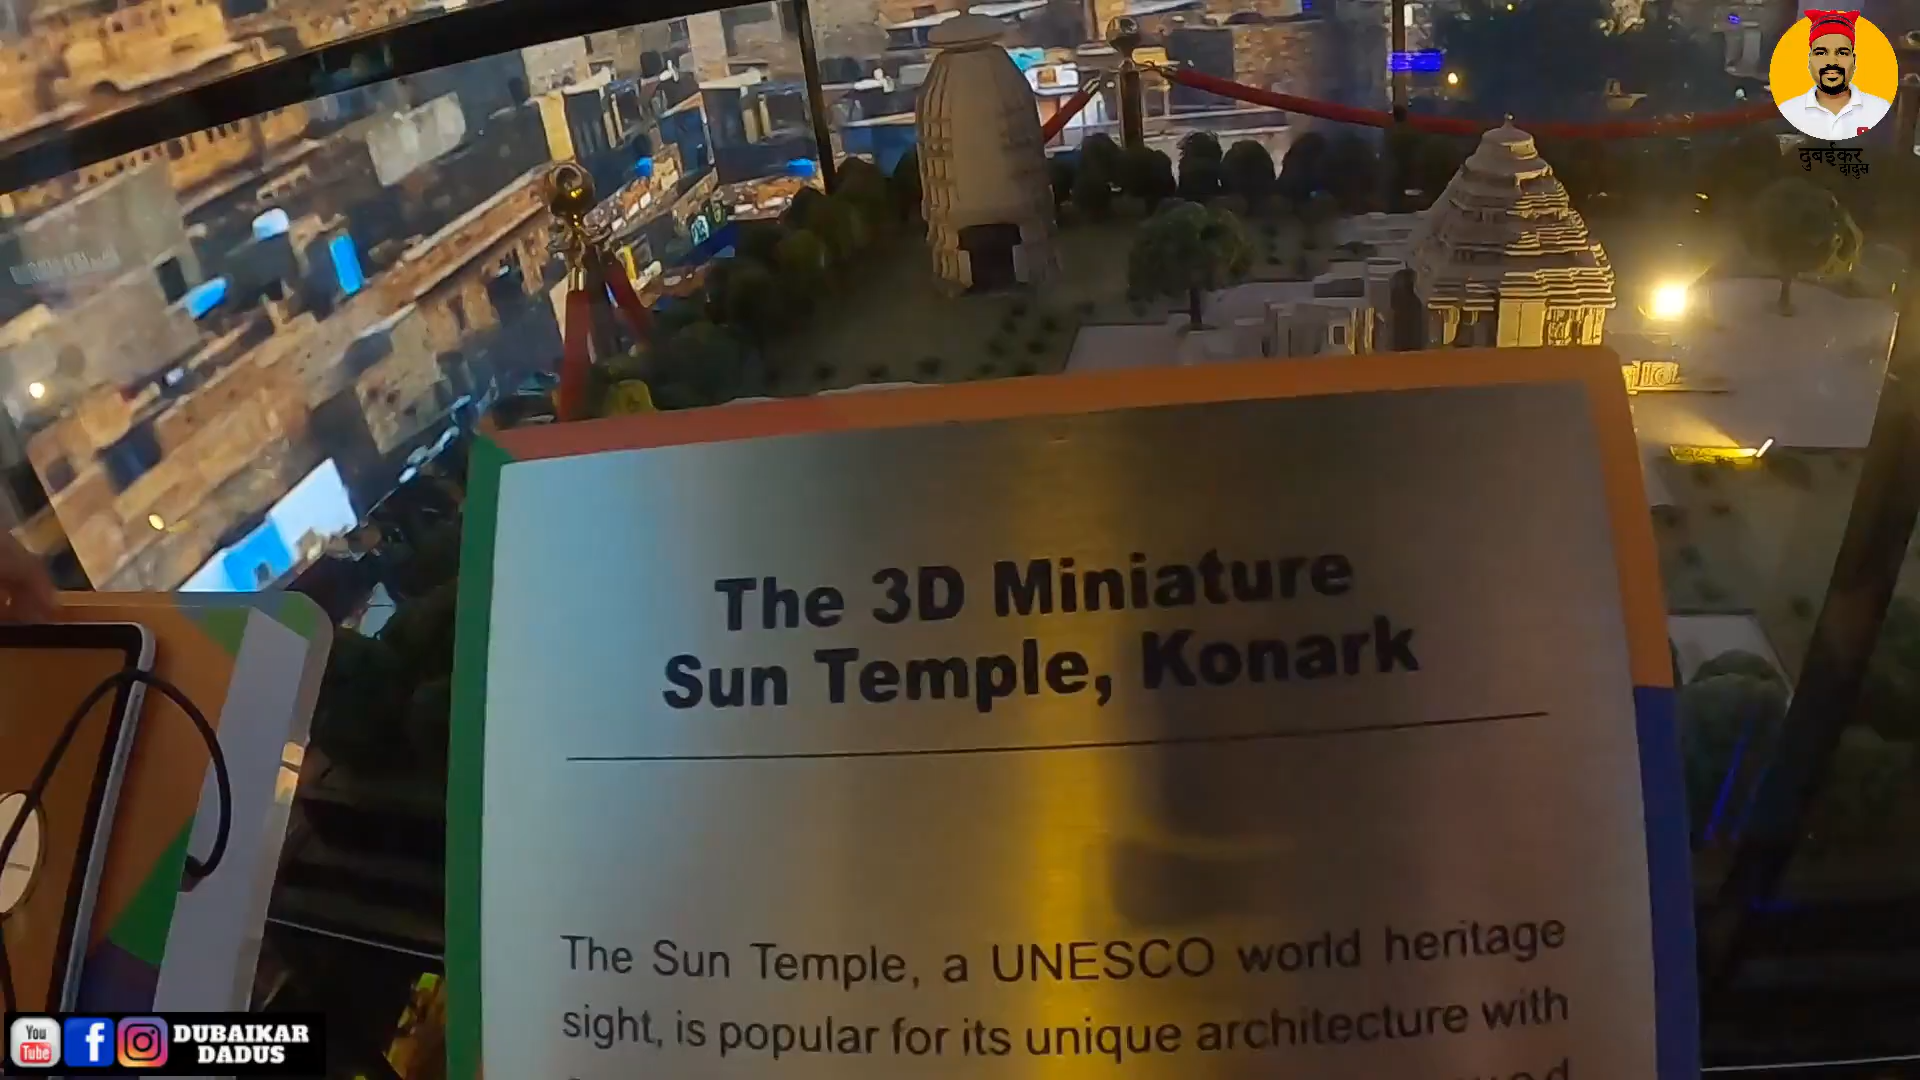 दुबईकर
दादुस
The 3D Miniature
Sun Temple, Konark
The Sun Temple, a UNESCO world heritage
sight, is popular for its unique architecture with
You
Tube
DUBAIKAR
DADUS